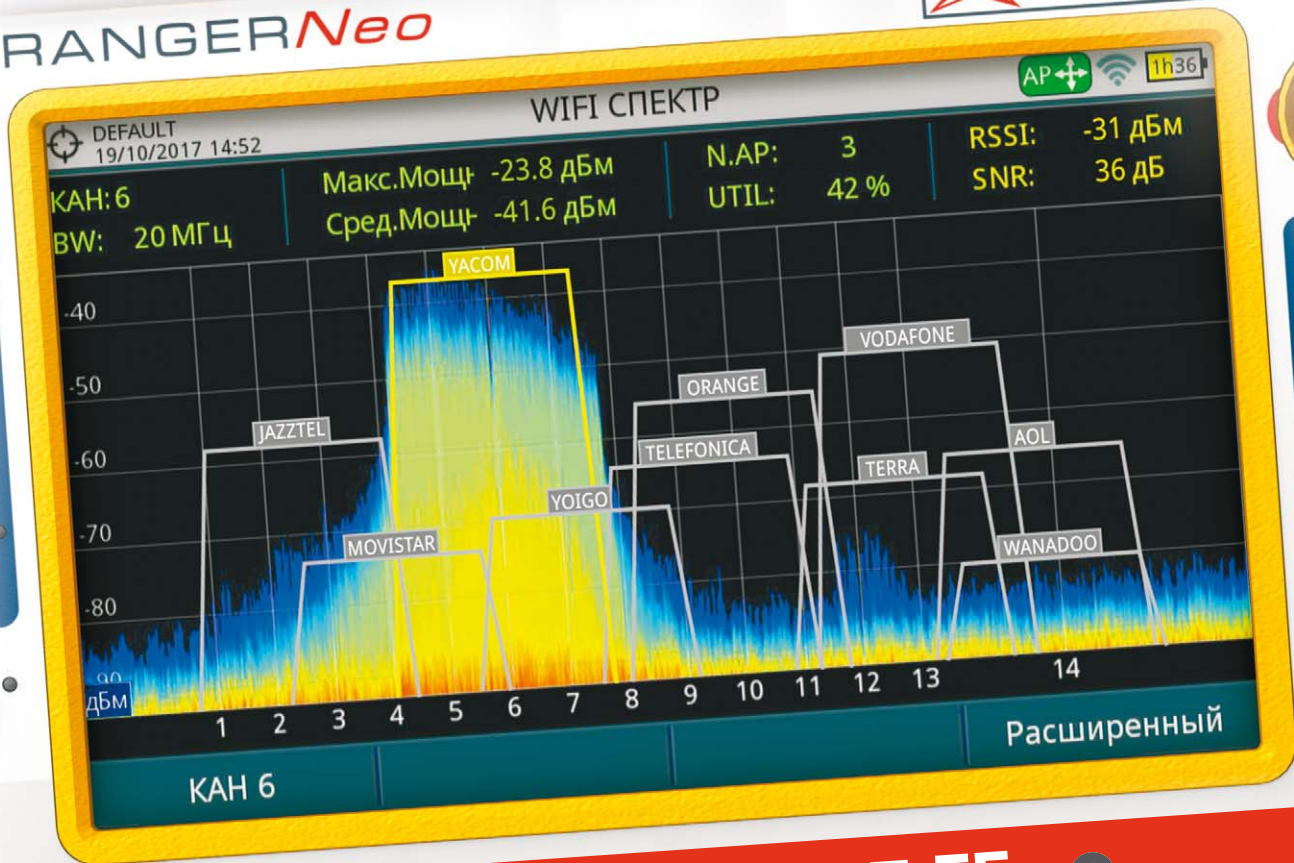 RANGERNeo
DEFAULT
19/10/2017 14:52
WIFI СПЕКТР
AP
1h36
КАН: 6
BW: 20 МГц
Макс.Мощн -23.8 дБм
Сред.Мощн -41.6 дБм
N.AP: 3
UTIL: 42 %
RSSI: -31 дБм
SNR: 36 дБ
-40
-50
-60
-70
-80
-90
дБм
YACOM
VODAFONE
ORANGE
JAZZTEL
TELEFONICA
AOL
TERRA
YOIGO
MOVISTAR
WANADOO
1 2 3 4 5 6 7 8 9 10 11 12 13 14
КАН 6
Расширенный